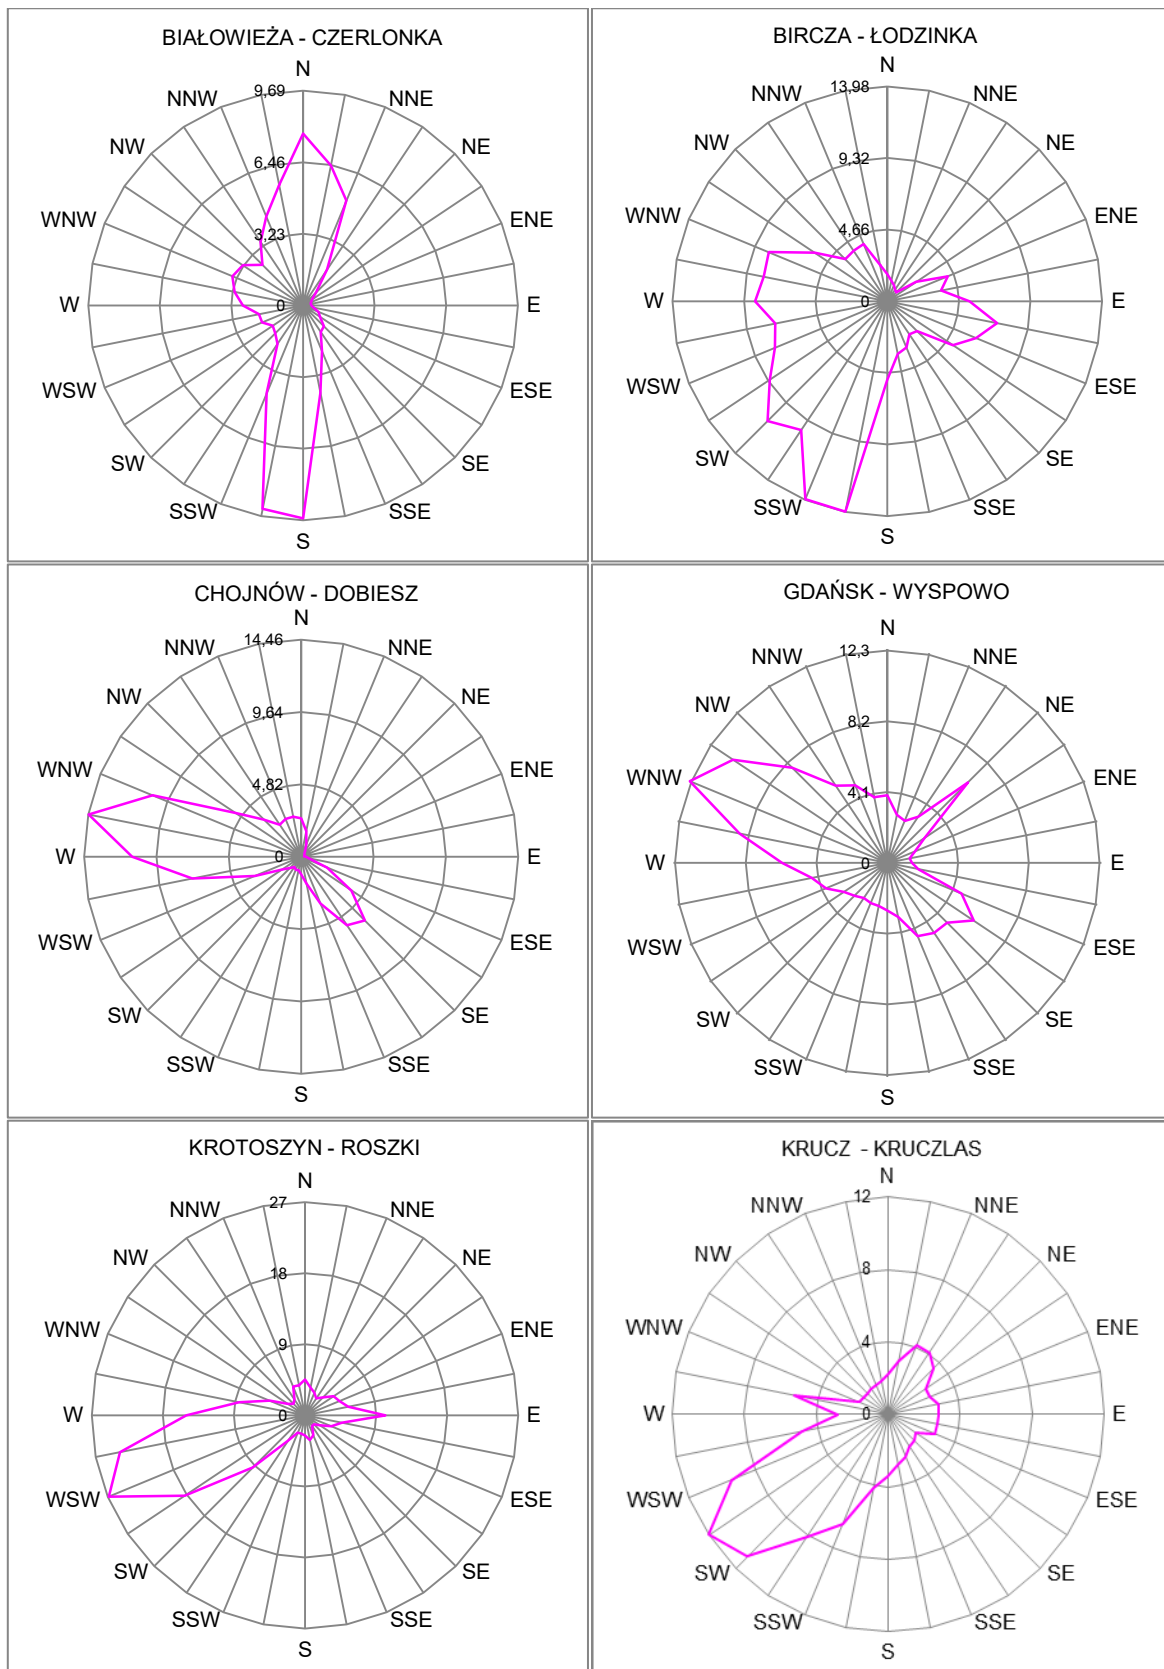 BIAŁOWIEŻA - CZERLONKA
N
9,69
NNW
NNE
NW
6,46
NE
WNW
3,23
ENE
W
0
E
WSW
ESE
SW
SE
SSW
SSE
S
BIRCZA - ŁODZINKA
N
13,98
NNW
NNE
NW
9,32
NE
WNW
4,66
ENE
W
0
E
WSW
ESE
SW
SE
SSW
SSE
S
CHOJNÓW - DOBIESZ
N
14,46
NNW
NNE
NW
9,64
NE
WNW
4,82
ENE
W
0
E
WSW
ESE
SW
SE
SSW
SSE
S
GDAŃSK - WYSPOWO
N
12,3
NNW
NNE
NW
8,2
NE
WNW
4,1
ENE
W
0
E
WSW
ESE
SW
SE
SSW
SSE
S
KROTOSZYN - ROSZKI
N
27
NNW
NNE
NW
18
NE
WNW
9
ENE
W
0
E
WSW
ESE
SW
SE
SSW
SSE
S
KRUCZ - KRUCZLAS
N
12
NNW
NNE
NW
8
NE
WNW
4
ENE
W
0
E
WSW
ESE
SW
SE
SSW
SSE
S